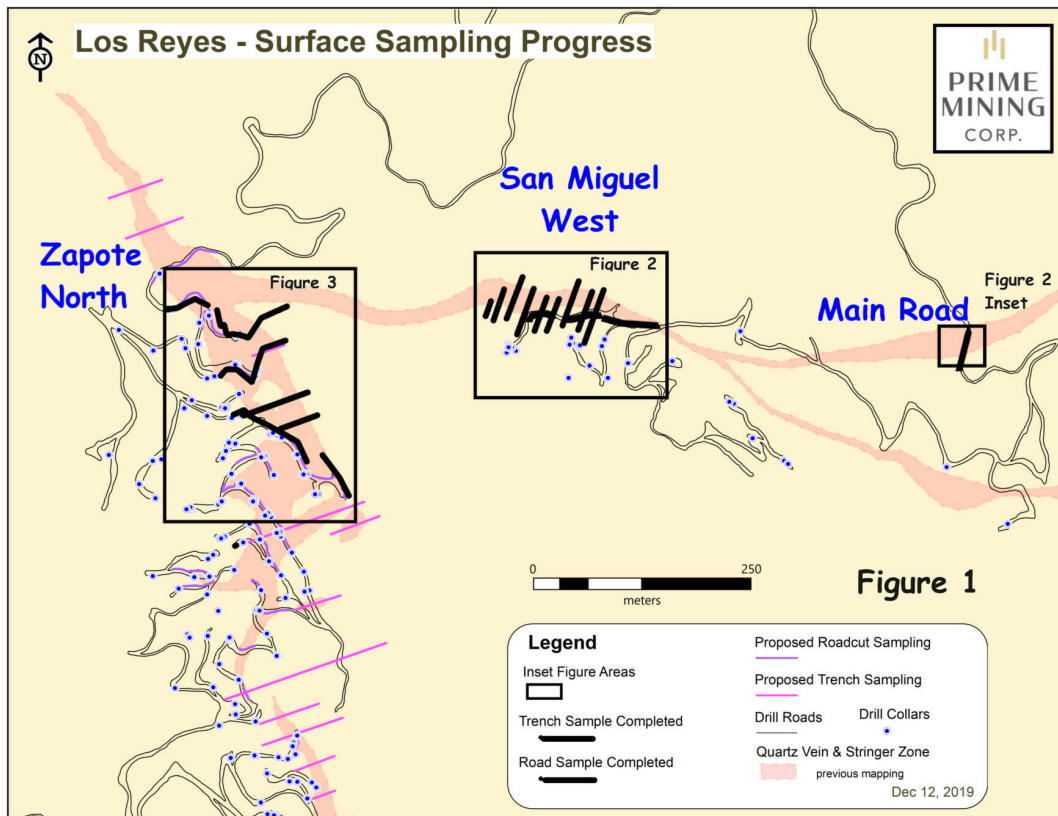 Los Reyes - Surface Sampling Progress
N
PRIME
MINING
CORP.
San Miguel
West
Zapote
North
Figure 3
Figure 2
Main Road
Figure 2
Inset
0
250
meters
Figure 1
Legend
Inset Figure Areas
Trench Sample Completed
Road Sample Completed
Proposed Roadcut Sampling
Proposed Trench Sampling
Drill Roads
Drill Collars
Quartz Vein & Stringer Zone
previous mapping
Dec 12, 2019